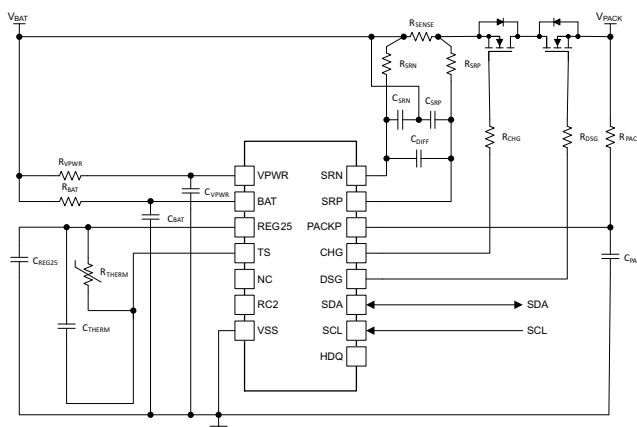 VBAT
RSENSE
VPACK
RSRN
RSRP
CSRN
CSRP
CDIFF
RCHG
RDSG
RPAC
RVPWR
RBAT
CVPWR
CBAT
VPWR
SRN
BAT
SRP
REG25
PACKP
TS
CHG
NC
DSG
RC2
SDA
SDA
VSS
SCL
SCL
HDQ
CREG25
RTHERM
CTHERM
CPA